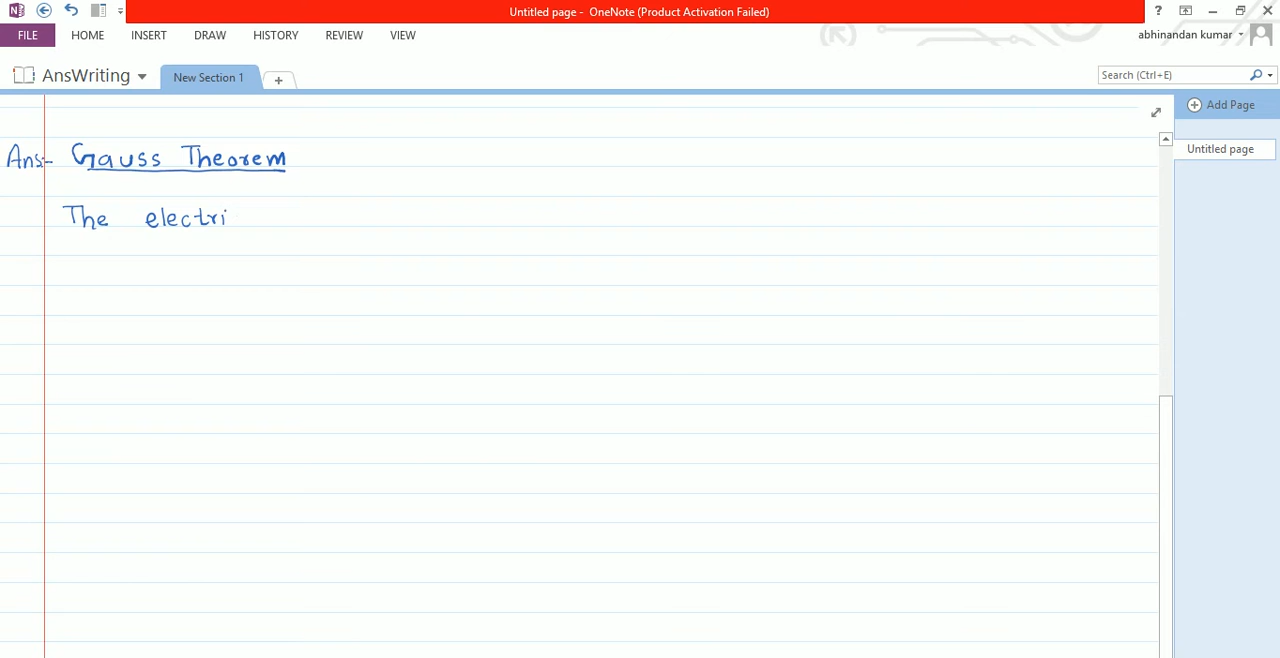 Untitled page - OneNote (Product Activation Failed)
?
FILE HOME INSERT DRAW HISTORY REVIEW VIEW
abhinandan kumar
AnsWriting
New Section 1
+
Search (Ctrl+E)
Add Page
Untitled page
Ans:- Gauss Theorem
The electri